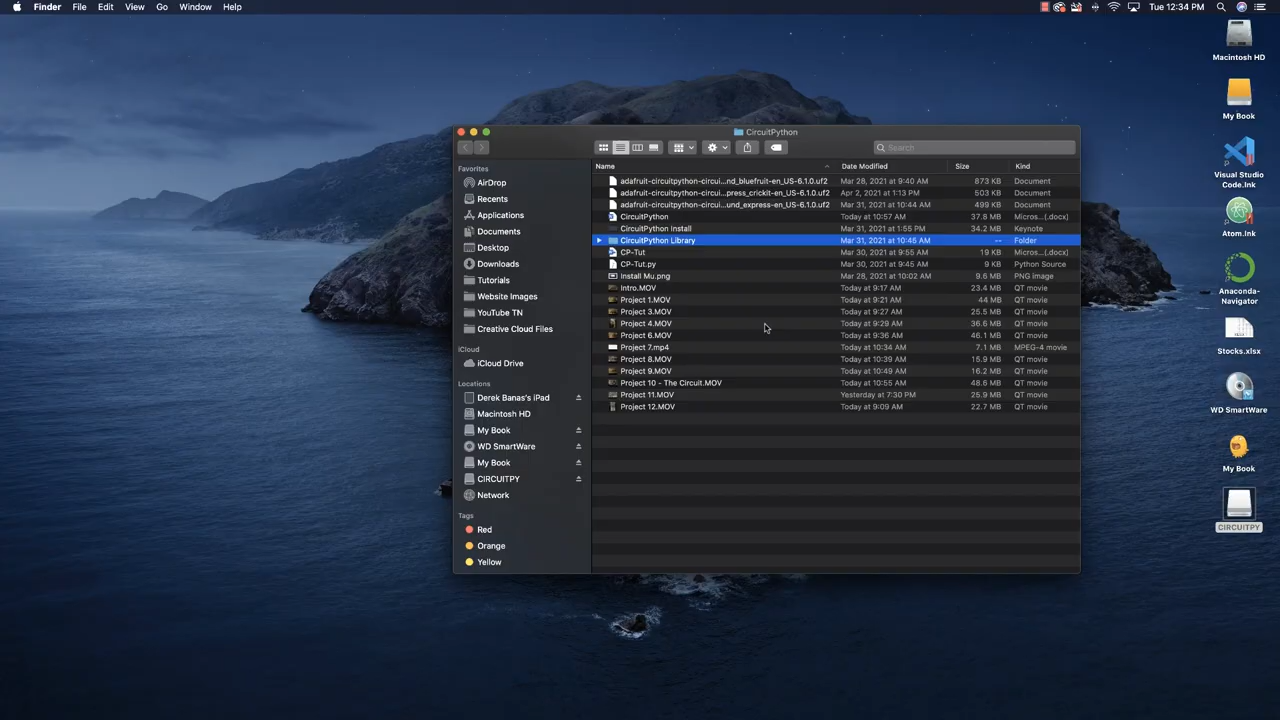 Finder File Edit View Go Window Help
Tue 12:34 PM
CircuitPython
Search
Favorites
AirDrop
Recents
Applications
Documents
Desktop
Downloads
Tutorials
Website Images
YouTube TN
Creative Cloud Files
iCloud
iCloud Drive
Locations
Derek Banas's iPad
Macintosh HD
My Book
WD SmartWare
My Book
CIRCUITPY
Network
Tags
Red
Orange
Yellow
Name Date Modified Size Kind
adafruit-circuitpython-circui...nd_bluefruit-en_US-6.1.0.uf2 Mar 28, 2021 at 9:40 AM 873 KB Document
adafruit-circuitpython-circui...press_crickit-en_US-6.1.0.uf2 Apr 2, 2021 at 1:13 PM 503 KB Document
adafruit-circuitpython-circui...und_express-en_US-6.1.0.uf2 Mar 31, 2021 at 10:44 AM 499 KB Document
CircuitPython Today at 10:57 AM 37.8 MB Micros...(.docx)
CircuitPython Install Mar 31, 2021 at 1:55 PM 34.2 MB Keynote
CircuitPython Library Mar 31, 2021 at 10:45 AM -- Folder
CP-Tut Mar 30, 2021 at 9:55 AM 19 KB Micros...(.docx)
CP-Tut.py Mar 30, 2021 at 9:45 AM 9 KB Python Source
Install Mu.png Mar 28, 2021 at 10:02 AM 9.6 MB PNG image
Intro.MOV Today at 9:17 AM 23.4 MB QT movie
Project 1.MOV Today at 9:21 AM 44 MB QT movie
Project 3.MOV Today at 9:27 AM 25.5 MB QT movie
Project 4.MOV Today at 9:29 AM 36.6 MB QT movie
Project 6.MOV Today at 9:36 AM 46.1 MB QT movie
Project 7.mp4 Today at 10:34 AM 7.1 MB MPEG-4 movie
Project 8.MOV Today at 10:39 AM 15.9 MB QT movie
Project 9.MOV Today at 10:49 AM 16.2 MB QT movie
Project 10 - The Circuit.MOV Today at 10:55 AM 48.6 MB QT movie
Project 11.MOV Yesterday at 7:30 PM 25.9 MB QT movie
Project 12.MOV Today at 9:09 AM 22.7 MB QT movie
Macintosh HD
My Book
Visual Studio
Code.lnk
Atom.lnk
Anaconda-
Navigator
Stocks.xlsx
WD SmartWare
My Book
CIRCUITPY